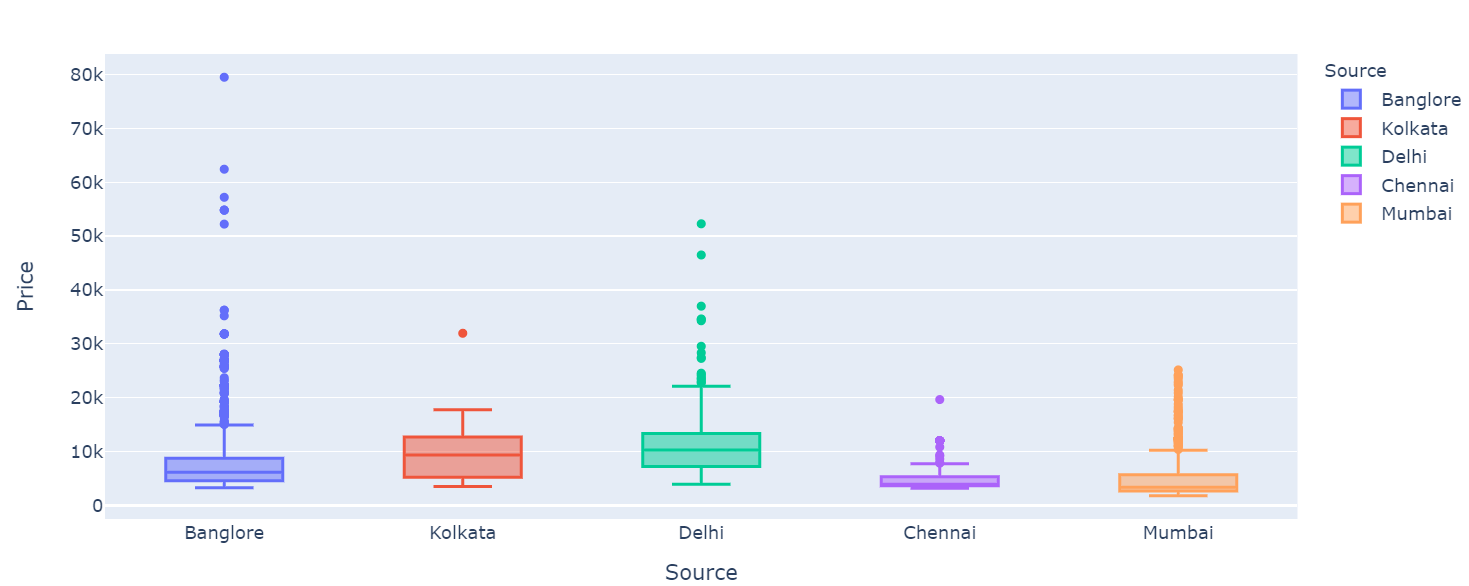 80k
70k
60k
50k
40k
30k
20k
10k
0
Price
Banglore
Kolkata
Delhi
Chennai
Mumbai
Source
Source
Banglore
Kolkata
Delhi
Chennai
Mumbai